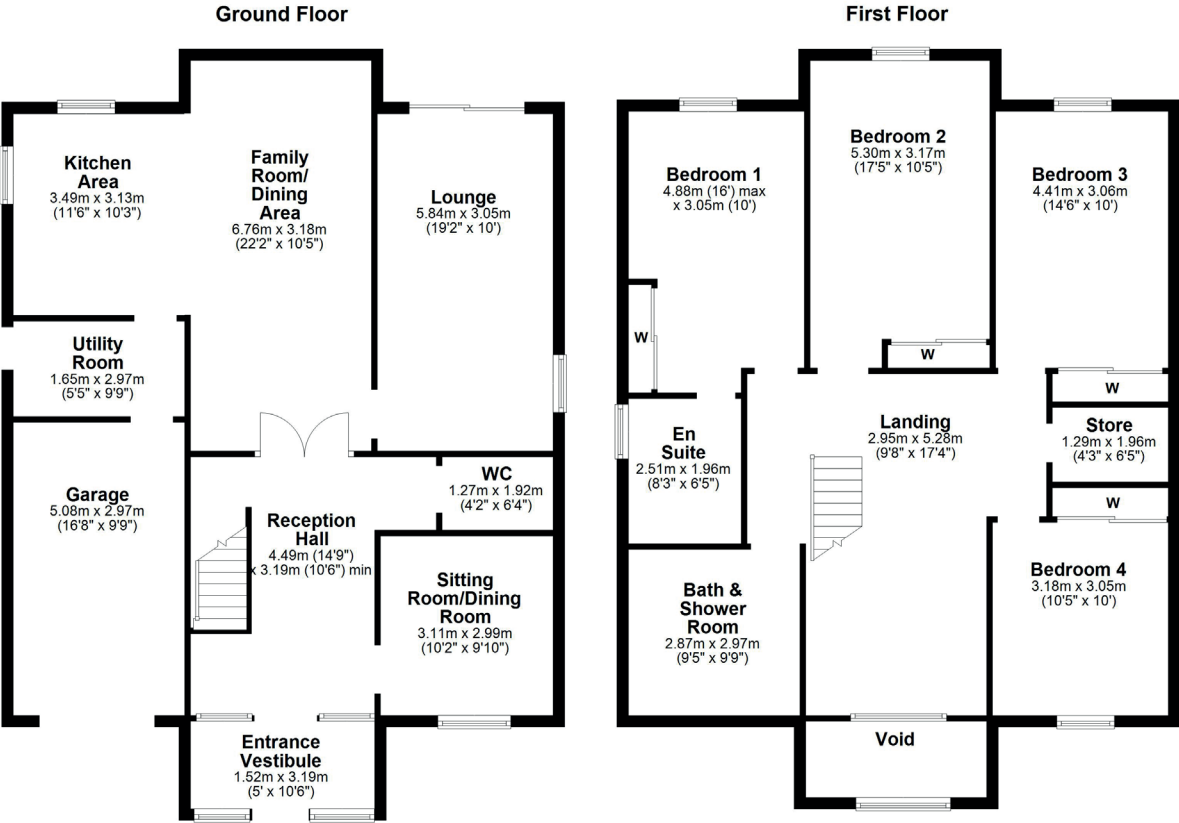 Ground Floor
Kitchen
Area
3.49m x 3.13m
(11'6" x 10'3")
Family
Room/
Dining
Area
6.76m x 3.18m
(22'2" x 10'5")
Lounge
5.84m x 3.05m
(19'2" x 10')
Utility
Room
1.65m x 2.97m
(5'5" x 9'9")
Garage
5.08m x 2.97m
(16'8" x 9'9")
WC
1.27m x 1.92m
(4'2" x 6'4")
Reception
Hall
4.49m (14'9")
x 3.19m (10'6") min
Sitting
Room/Dining
Room
3.11m x 2.99m
(10'2" x 9'10")
Entrance
Vestibule
1.52m x 3.19m
(5' x 10'6")
First Floor
Bedroom 1
4.88m (16') max
x 3.05m (10')
Bedroom 2
5.30m x 3.17m
(17'5" x 10'5")
Bedroom 3
4.41m x 3.06m
(14'6" x 10')
W
W
W
En
Suite
2.51m x 1.96m
(8'3" x 6'5")
Landing
2.95m x 5.28m
(9'8" x 17'4")
Store
1.29m x 1.96m
(4'3" x 6'5")
W
Bath &
Shower
Room
2.87m x 2.97m
(9'5" x 9'9")
Bedroom 4
3.18m x 3.05m
(10'5" x 10')
Void